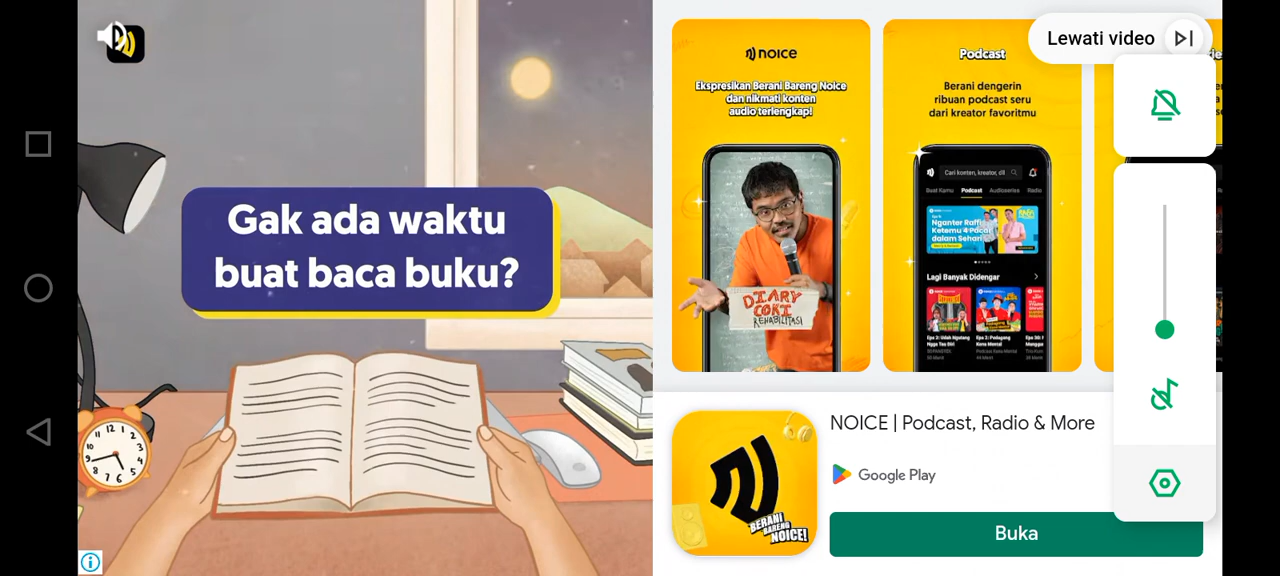 Gak ada waktu
buat baca buku?
noice
Ekspresikan Berani Bareng Noice
dan nikmati konten
audio terlengkap!
DIARY
COKI
REHABILITASI
Podcast
Berani dengerin
ribuan podcast seru
dari kreator favoritmu
Cari konten, kreator, dll
Buat Kamu Podcast Audioseries Radio
Nganter Raffi
Ketemu 4 Pacar
dalam Sehari
Lagi Banyak Didengar
Lewati video
NOICE | Podcast, Radio & More
Google Play
BERANI
BARENG
NOICE!
Buka